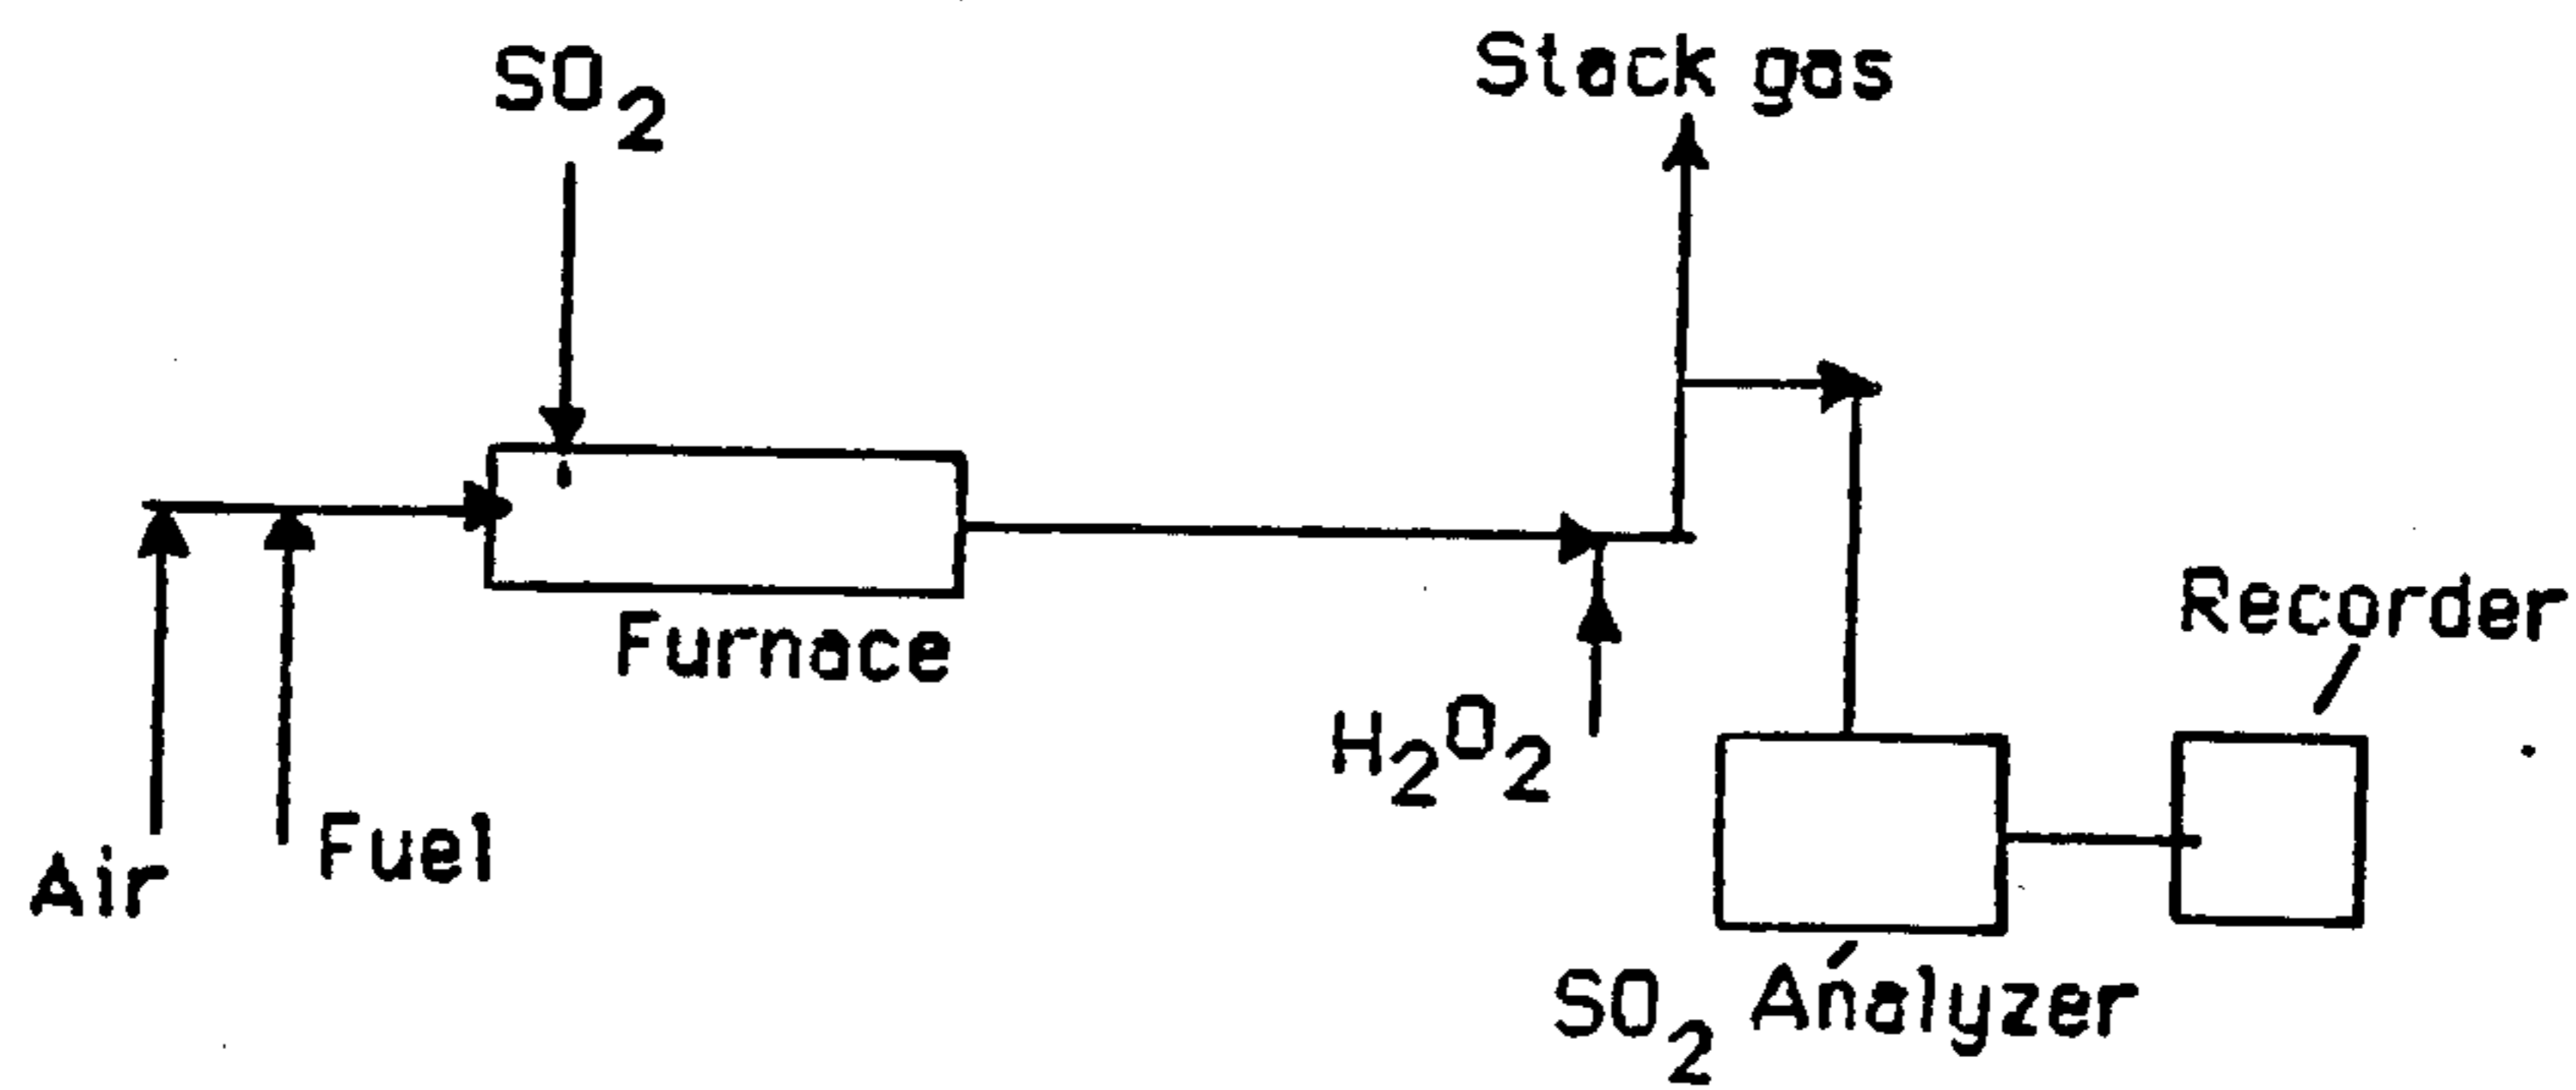 SO2
Stack gas
Furnace
Air
Fuel
H2O2
Recorder
SO2 Analyzer